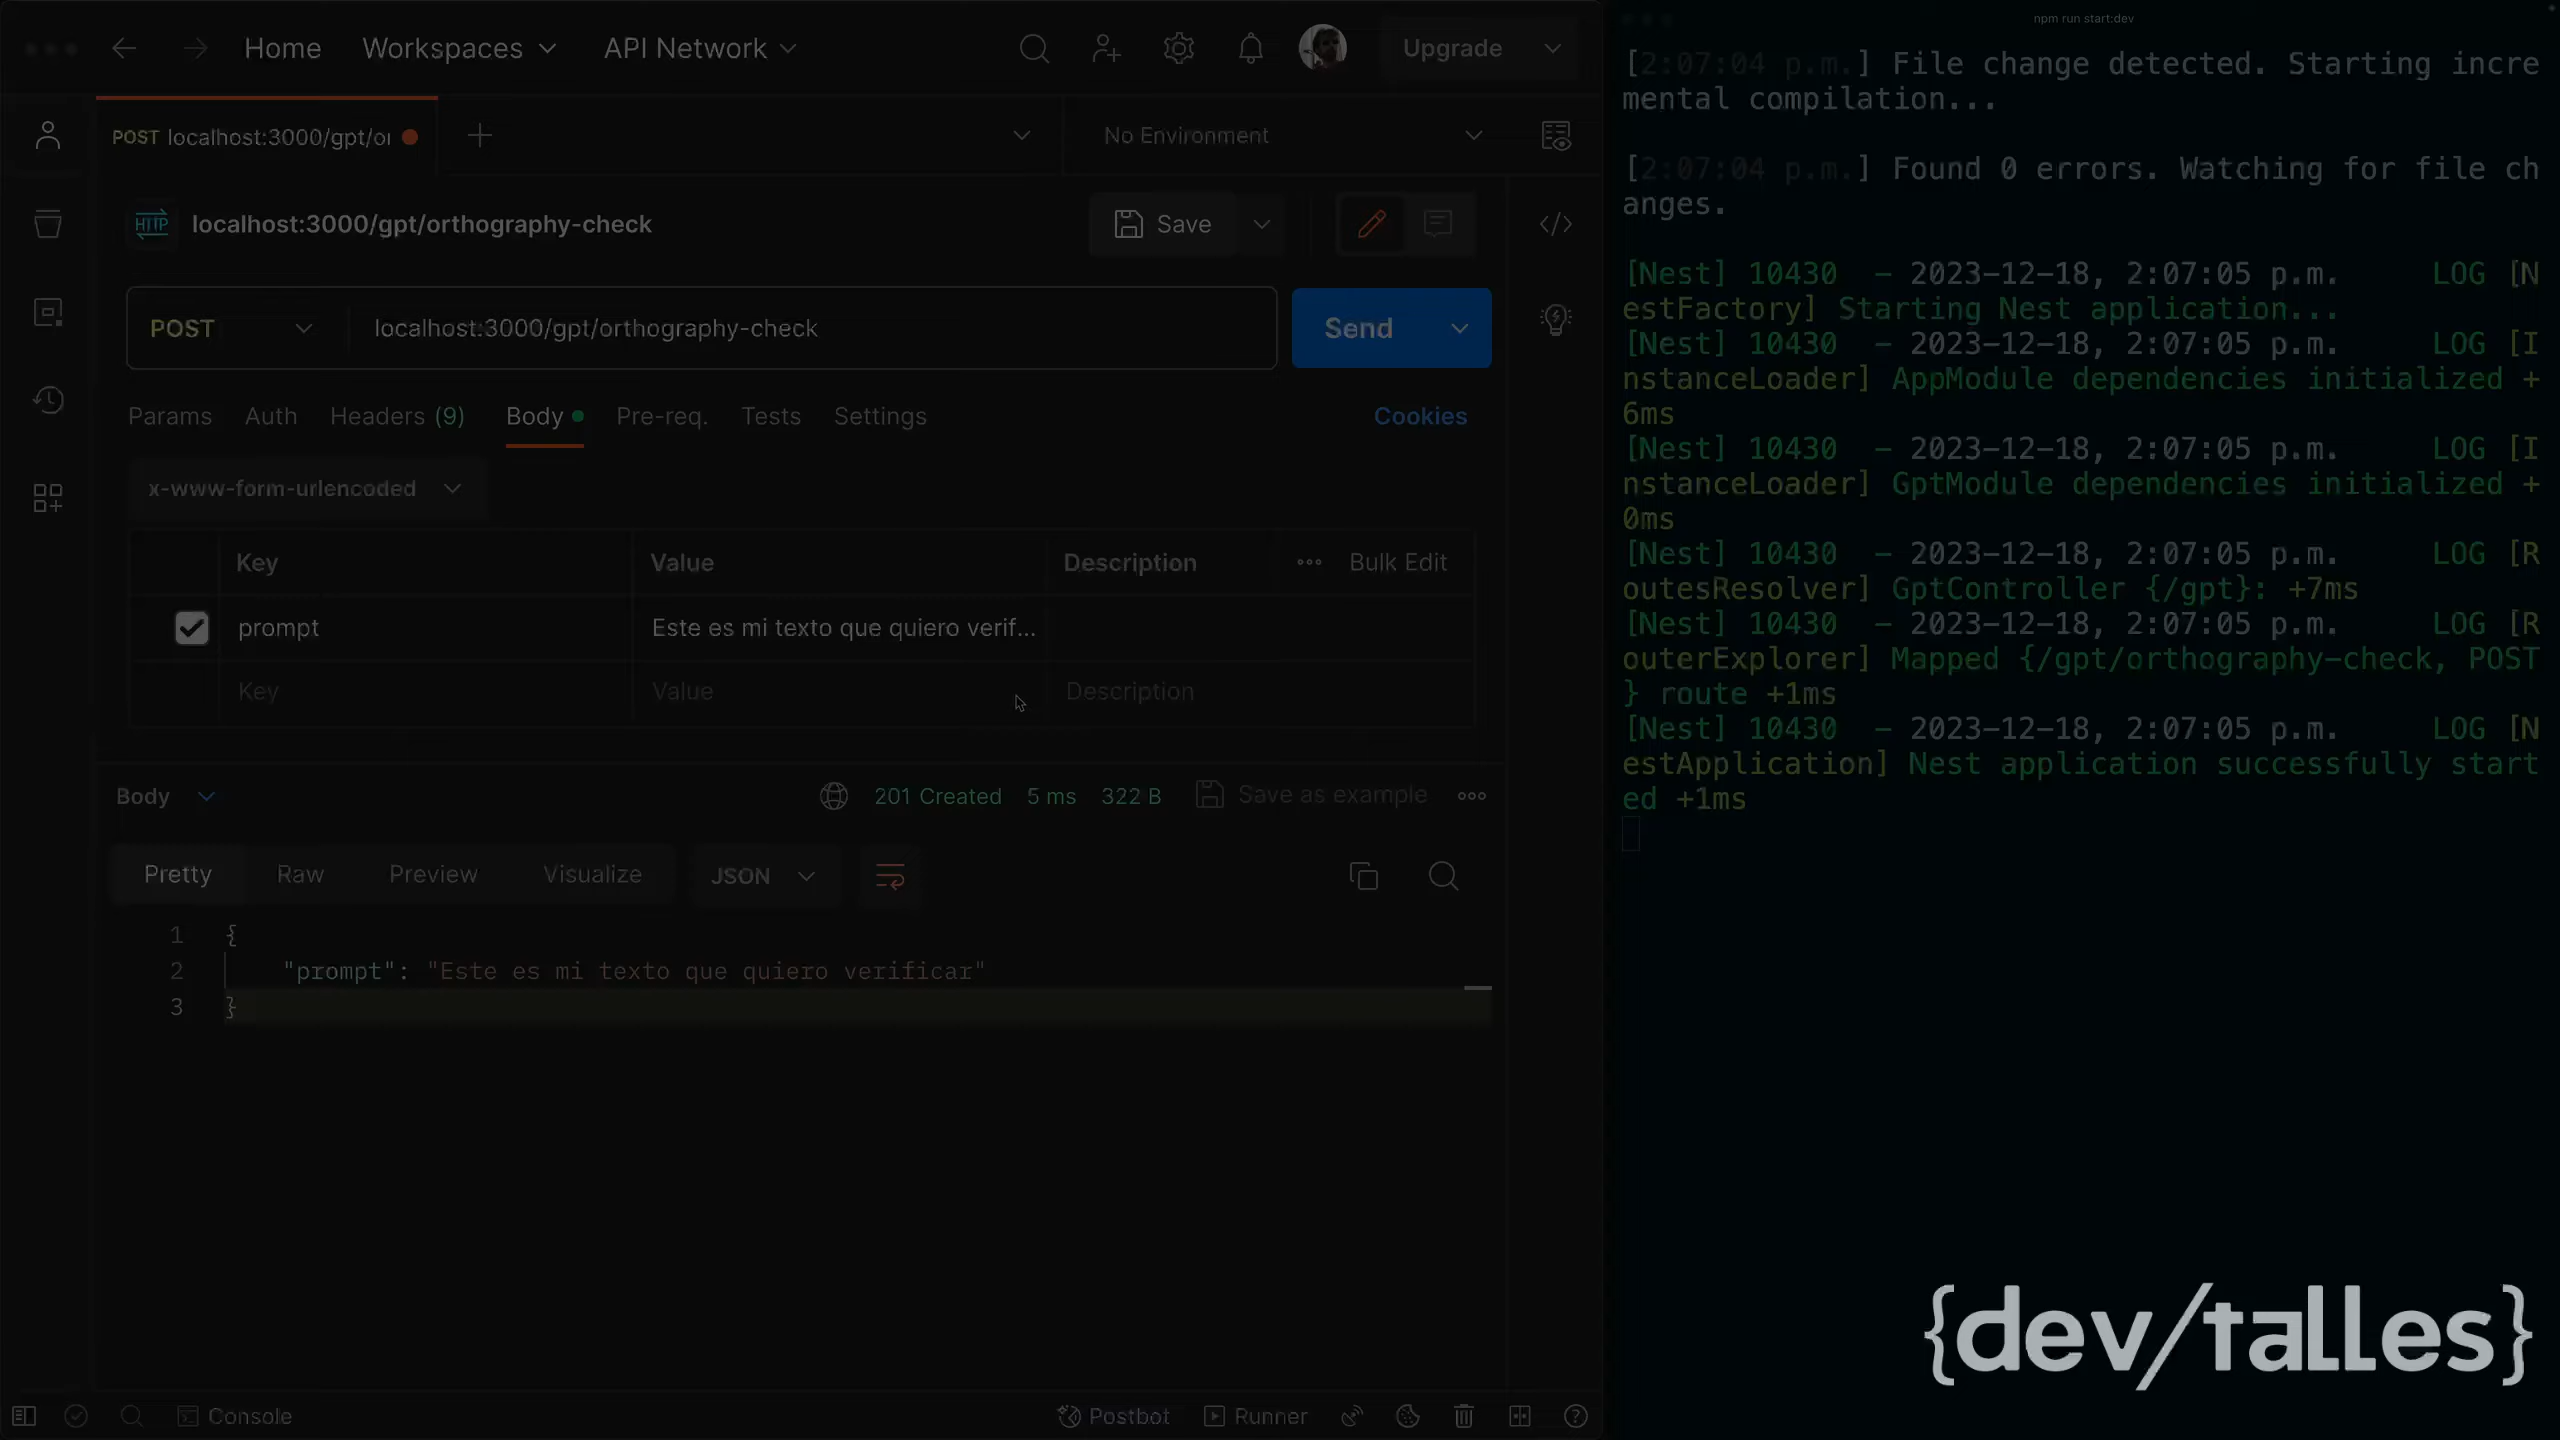 Home Workspaces API Network Upgrade
POST localhost:3000/gpt/or No Environment
HTTP localhost:3000/gpt/orthography-check Save
POST localhost:3000/gpt/orthography-check Send
Params Auth Headers (9) Body Pre-req. Tests Settings Cookies
x-www-form-urlencoded
Key Value Description Bulk Edit
prompt Este es mi texto que quiero verif...
Key Value Description
Body 201 Created 5 ms 322 B Save as example
Pretty Raw Preview Visualize JSON
1 {
2 "prompt": "Este es mi texto que quiero verificar"
3 }
Console Postbot Runner
npm run start:dev
[2:07:04 p.m.] File change detected. Starting incre
mental compilation...
[2:07:04 p.m.] Found 0 errors. Watching for file ch
anges.
[Nest] 10430 - 2023-12-18, 2:07:05 p.m. LOG [N
estFactory] Starting Nest application...
[Nest] 10430 - 2023-12-18, 2:07:05 p.m. LOG [I
nstanceLoader] AppModule dependencies initialized +
6ms
[Nest] 10430 - 2023-12-18, 2:07:05 p.m. LOG [I
nstanceLoader] GptModule dependencies initialized +
0ms
[Nest] 10430 - 2023-12-18, 2:07:05 p.m. LOG [R
outesResolver] GptController {/gpt}: +7ms
[Nest] 10430 - 2023-12-18, 2:07:05 p.m. LOG [R
outerExplorer] Mapped {/gpt/orthography-check, POST
} route +1ms
[Nest] 10430 - 2023-12-18, 2:07:05 p.m. LOG [N
estApplication] Nest application successfully start
ed +1ms
{dev/talles}